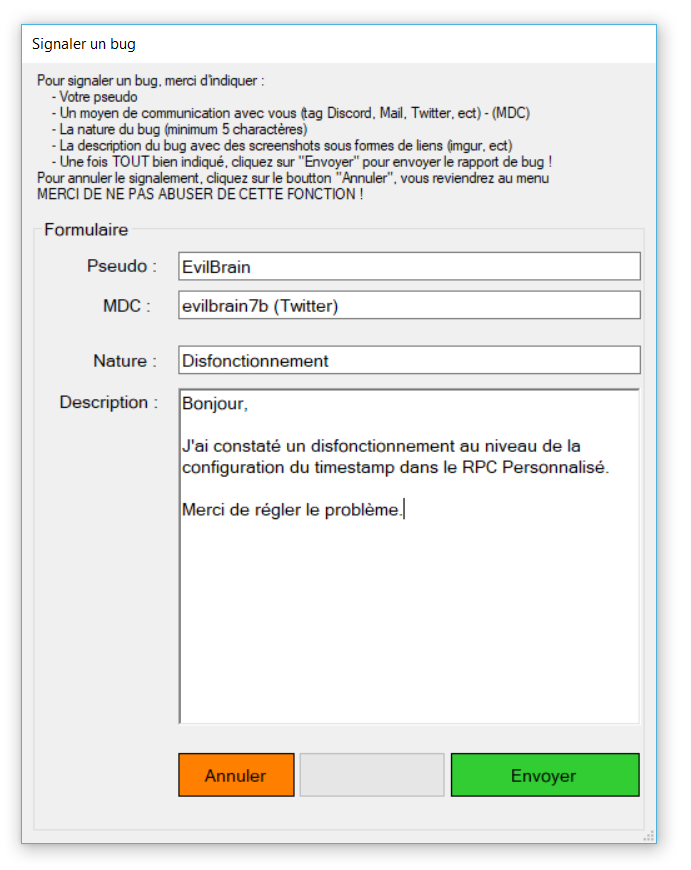 Signaler un bug
Pour signaler un bug, merci d'indiquer :
- Votre pseudo
- Un moyen de communication avec vous (tag Discord, Mail, Twitter, ect) - (MDC)
- La nature du bug (minimum 5 charactères)
- La description du bug avec des screenshots sous formes de liens (imgur, ect)
- Une fois TOUT bien indiqué, cliquez sur "Envoyer" pour envoyer le rapport de bug !
Pour annuler le signalement, cliquez sur le boutton "Annuler", vous reviendrez au menu
MERCI DE NE PAS ABUSER DE CETTE FONCTION !
Formulaire
Pseudo : EvilBrain
MDC : evilbrain7b (Twitter)
Nature : Disfonctionnement
Description : Bonjour,
J'ai constaté un disfonctionnement au niveau de la
configuration du timestamp dans le RPC Personnalisé.
Merci de régler le problème.
Annuler Envoyer